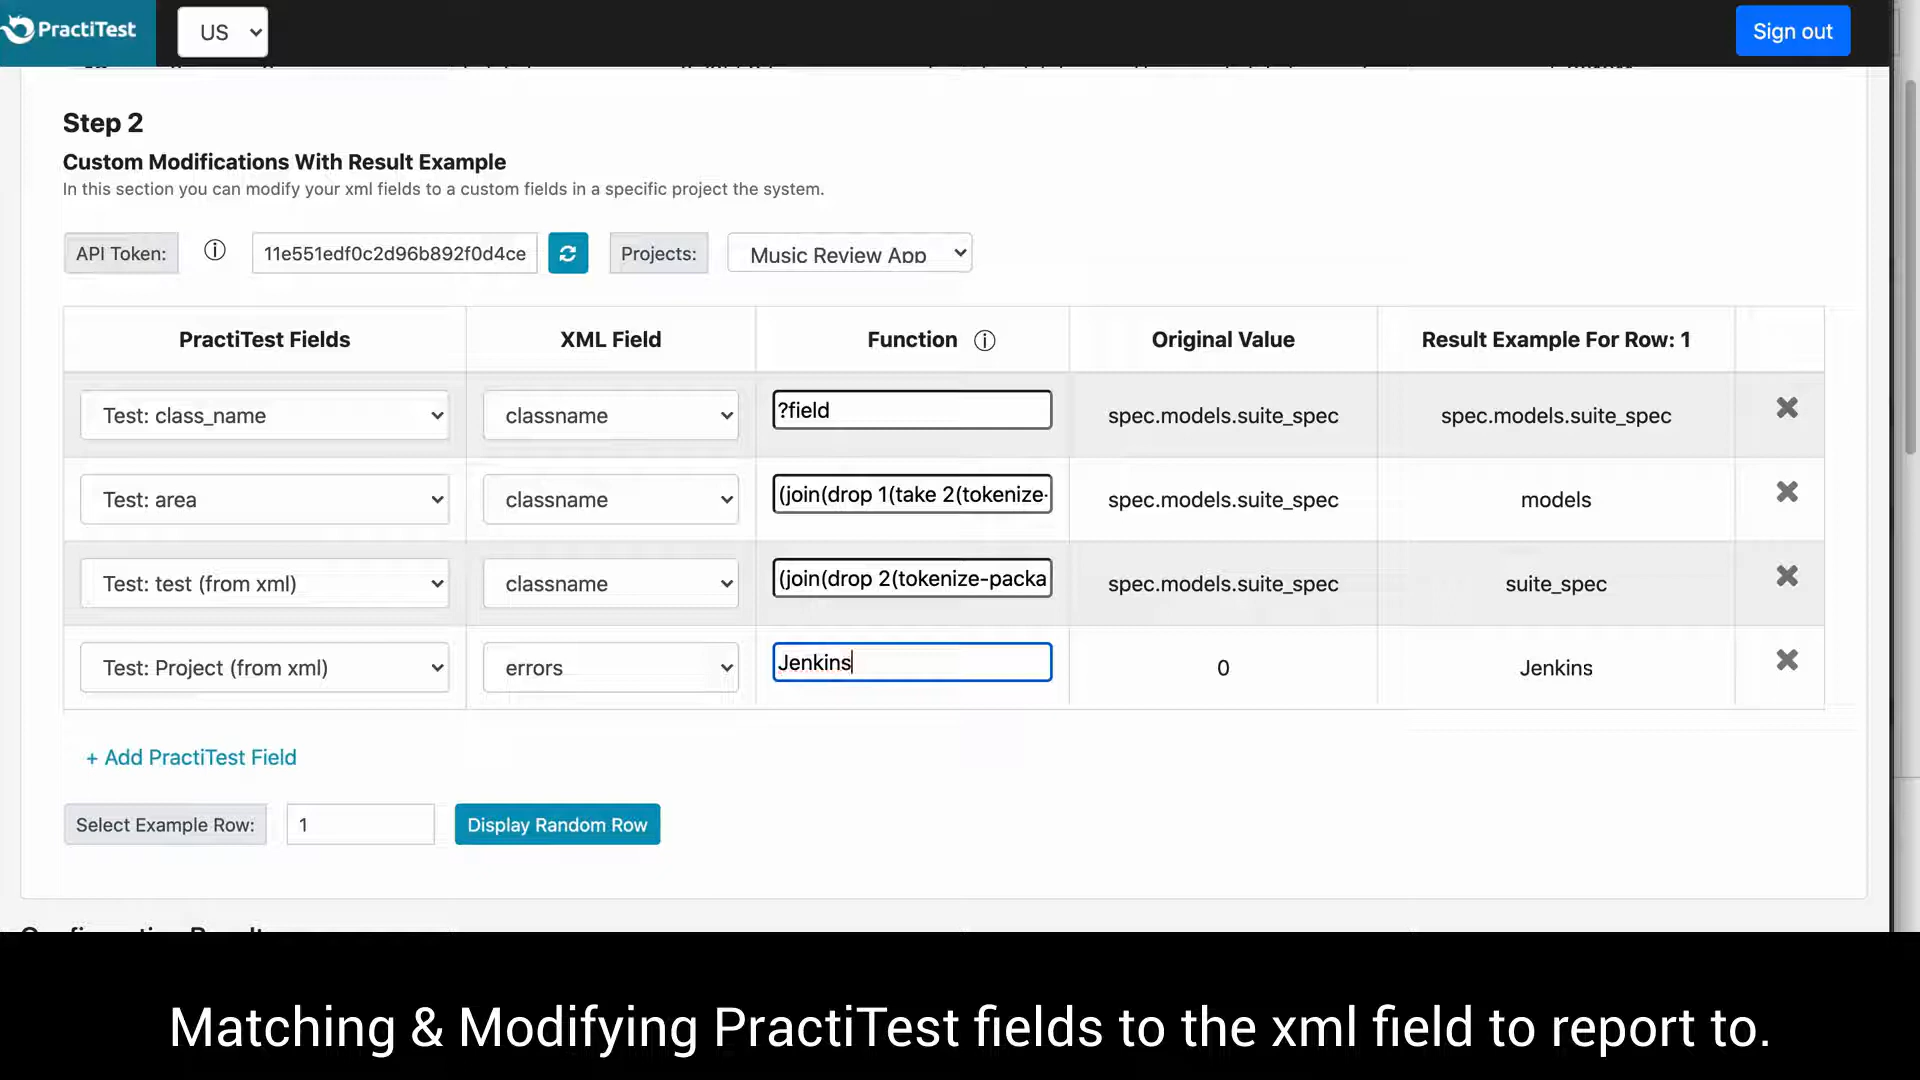 PractiTest
US
Sign out
Step 2
Custom Modifications With Result Example
In this section you can modify your xml fields to a custom fields in a specific project the system.
API Token:
11e551edf0c2d96b892f0d4ce
Projects:
Music Review App
PractiTest Fields
XML Field
Function
Original Value
Result Example For Row: 1
Test: class_name
classname
?field
spec.models.suite_spec
spec.models.suite_spec
Test: area
classname
(join(drop 1(take 2(tokenize-
spec.models.suite_spec
models
Test: test (from xml)
classname
(join(drop 2(tokenize-packa
spec.models.suite_spec
suite_spec
Test: Project (from xml)
errors
Jenkins
0
Jenkins
+ Add PractiTest Field
Select Example Row:
1
Display Random Row
Matching & Modifying PractiTest fields to the xml field to report to.